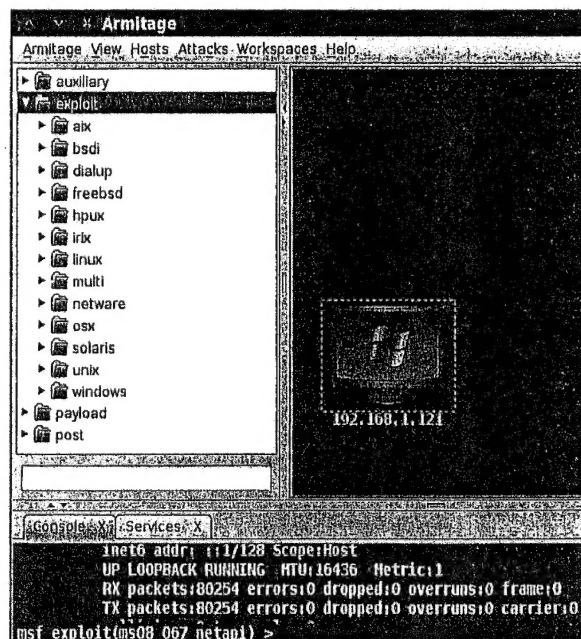 Armitage
Armitage View Hosts Attacks Workspaces Help
auxiliary
exploit
aix
bsdi
dialup
freebsd
hpux
irix
linux
multi
netware
osx
solaris
unix
windows
payload
post
192.168.1.121
Console X Services X
inet6 addr: ::1/128 Scope:Host
UP LOOPBACK RUNNING MTU:16436 Metric:1
RX packets:80254 errors:0 dropped:0 overruns:0 frame:0
TX packets:80254 errors:0 dropped:0 overruns:0 carrier:0
msf exploit(ms08_067_netapi) >